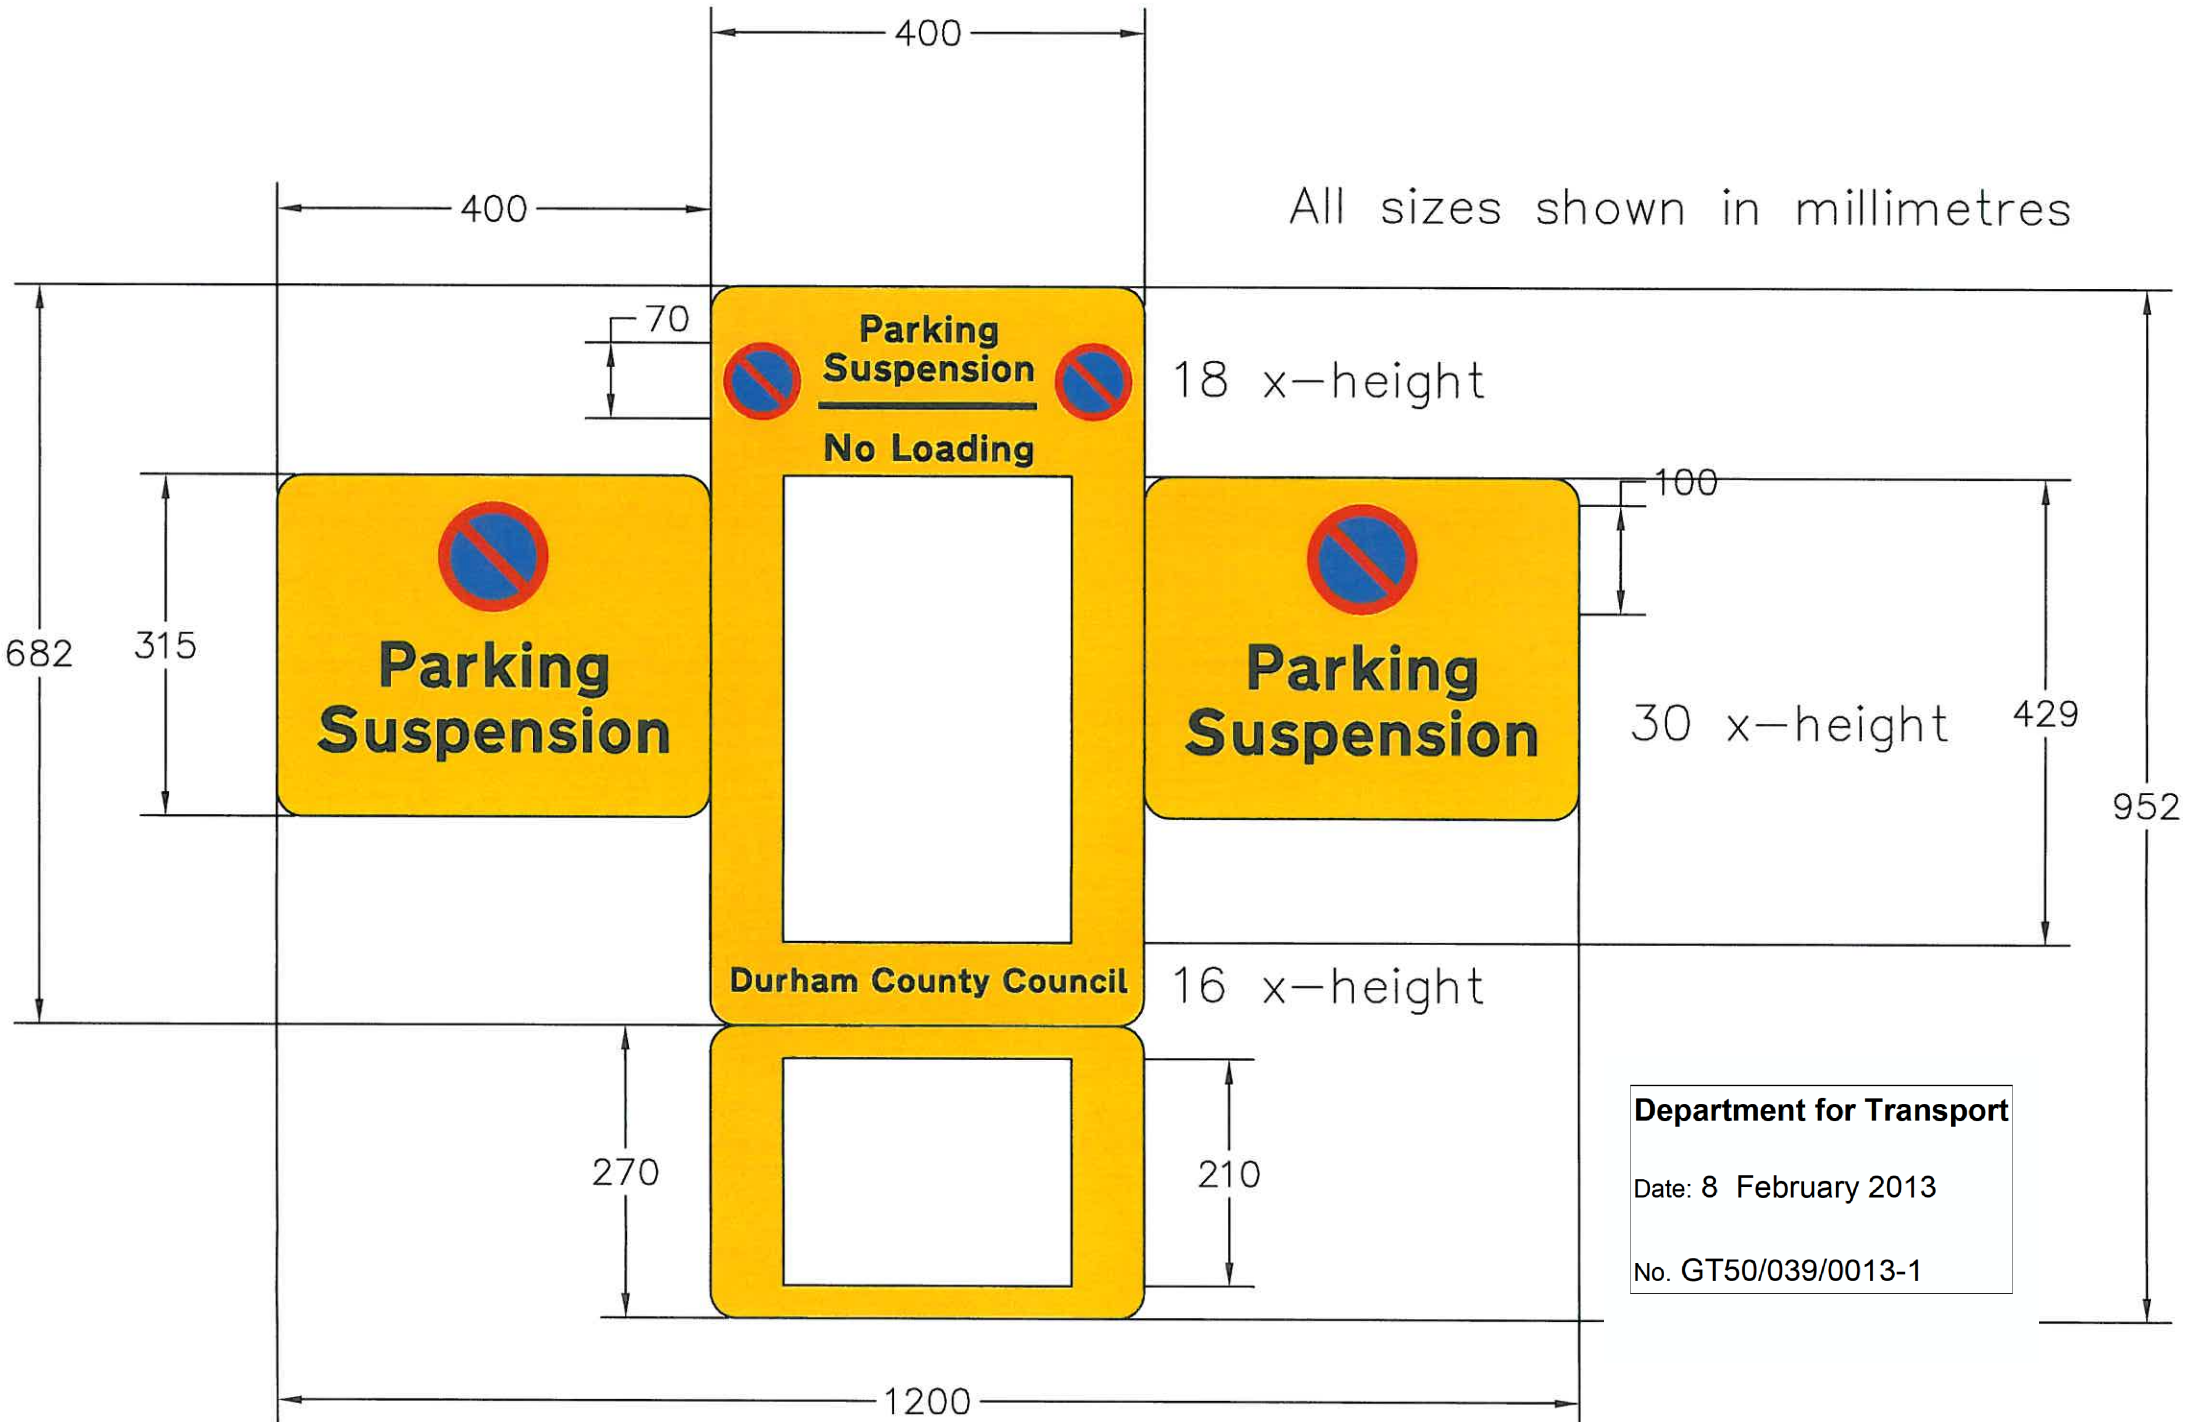 400
400
All sizes shown in millimetres
70
Parking
Suspension
18 x-height
No Loading
100
Parking
Suspension
Parking
Suspension
682
315
30 x-height
429
952
Durham County Council
16 x-height
270
210
Department for Transport
Date: 8 February 2013
No. GT50/039/0013-1
1200